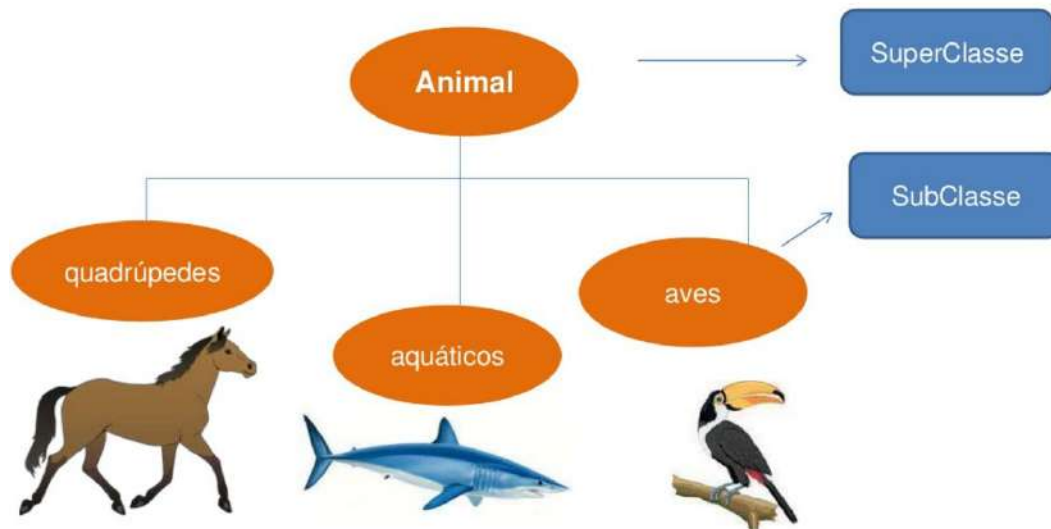 Animal
SuperClasse
SubClasse
quadrúpedes
aves
aquáticos